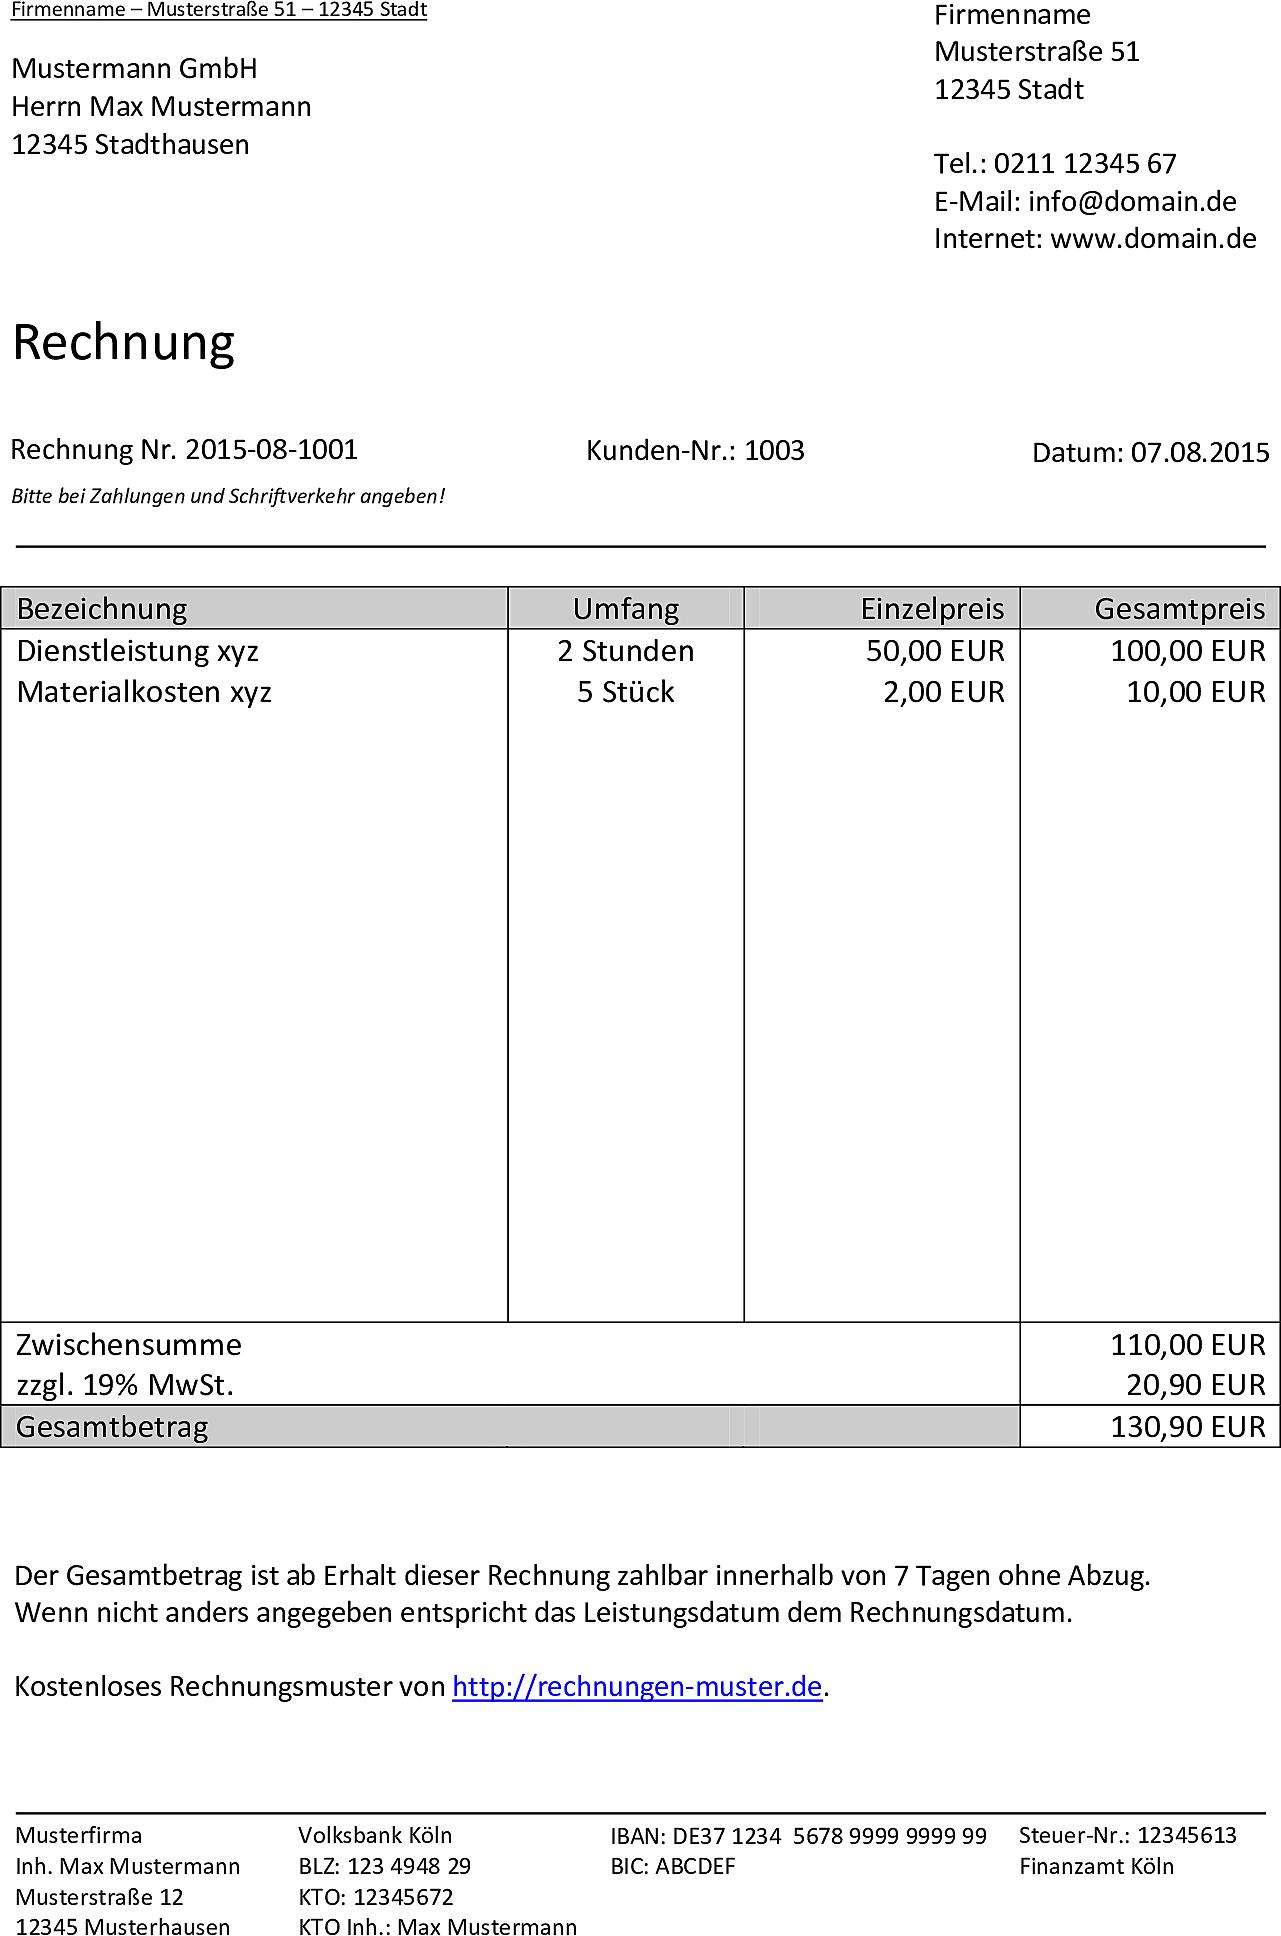 Firmenname – Musterstraße 51 – 12345 Stadt
Mustermann GmbH
Herrn Max Mustermann
12345 Stadthausen
Firmenname
Musterstraße 51
12345 Stadt
Tel.: 0211 12345 67
E-Mail: info@domain.de
Internet: www.domain.de
Rechnung
Rechnung Nr. 2015-08-1001 Kunden-Nr.: 1003 Datum: 07.08.2015
Bitte bei Zahlungen und Schriftverkehr angeben!
Bezeichnung Umfang Einzelpreis Gesamtpreis
Dienstleistung xyz 2 Stunden 50,00 EUR 100,00 EUR
Materialkosten xyz 5 Stück 2,00 EUR 10,00 EUR
Zwischensumme 110,00 EUR
zzgl. 19% MwSt. 20,90 EUR
Gesamtbetrag 130,90 EUR
Der Gesamtbetrag ist ab Erhalt dieser Rechnung zahlbar innerhalb von 7 Tagen ohne Abzug.
Wenn nicht anders angegeben entspricht das Leistungsdatum dem Rechnungsdatum.
Kostenloses Rechnungsmuster von http://rechnungen-muster.de.
Musterfirma
Inh. Max Mustermann
Musterstraße 12
12345 Musterhausen
Volksbank Köln
BLZ: 123 4948 29
KTO: 12345672
KTO Inh.: Max Mustermann
IBAN: DE37 1234 5678 9999 9999 99
BIC: ABCDEF
Steuer-Nr.: 12345613
Finanzamt Köln